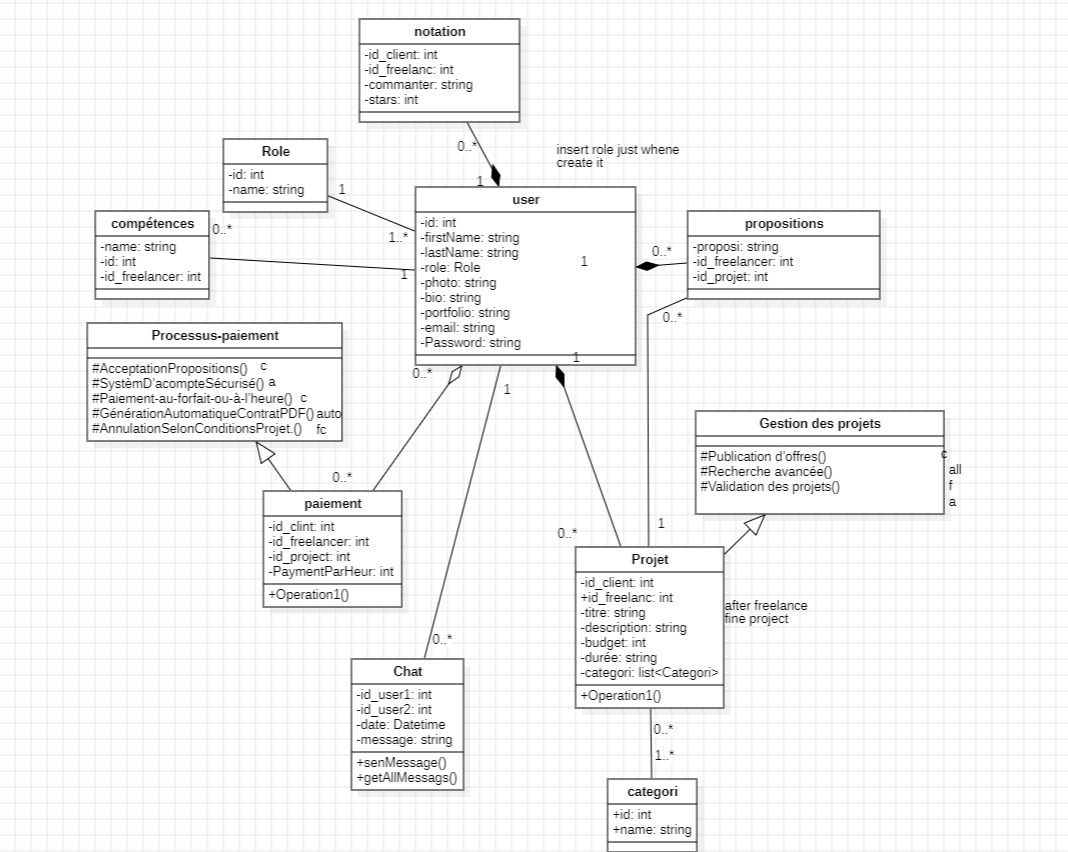 notation
-id_client: int
-id_freelanc: int
-commanter: string
-stars: int
0..*
1
insert role just whene
create it
Role
-id: int
-name: string
1
1..*
compétences
-name: string
-id: int
-id_freelancer: int
0..*
1
user
-id: int
-firstName: string
-lastName: string
-role: Role
-photo: string
-bio: string
-portfolio: string
-email: string
-Password: string
1
1
propositions
-proposi: string
-id_freelancer: int
-id_projet: int
0..*
0..*
Processus-paiement
#AcceptationPropositions() c
#SystèmD'acompteSécurisé() a
#Paiement-au-forfait-ou-à-l'heure() c
#GénérationAutomatiqueContratPDF() auto
#AnnulationSelonConditionsProjet.() fc
0..*
1
0..*
paiement
-id_clint: int
-id_freelancer: int
-id_project: int
-PaymentParHeur: int
+Operation1()
Gestion des projets
#Publication d'offres()
#Recherche avancée()
#Validation des projets()
c
all
f
a
0..*
1
Projet
-id_client: int
+id_freelanc: int
-titre: string
-description: string
-budget: int
-durée: string
-categori: list<Categori>
+Operation1()
after freelance
fine project
0..*
Chat
-id_user1: int
-id_user2: int
-date: Datetime
-message: string
+senMessage()
+getAllMessags()
0..*
1..*
categori
+id: int
+name: string